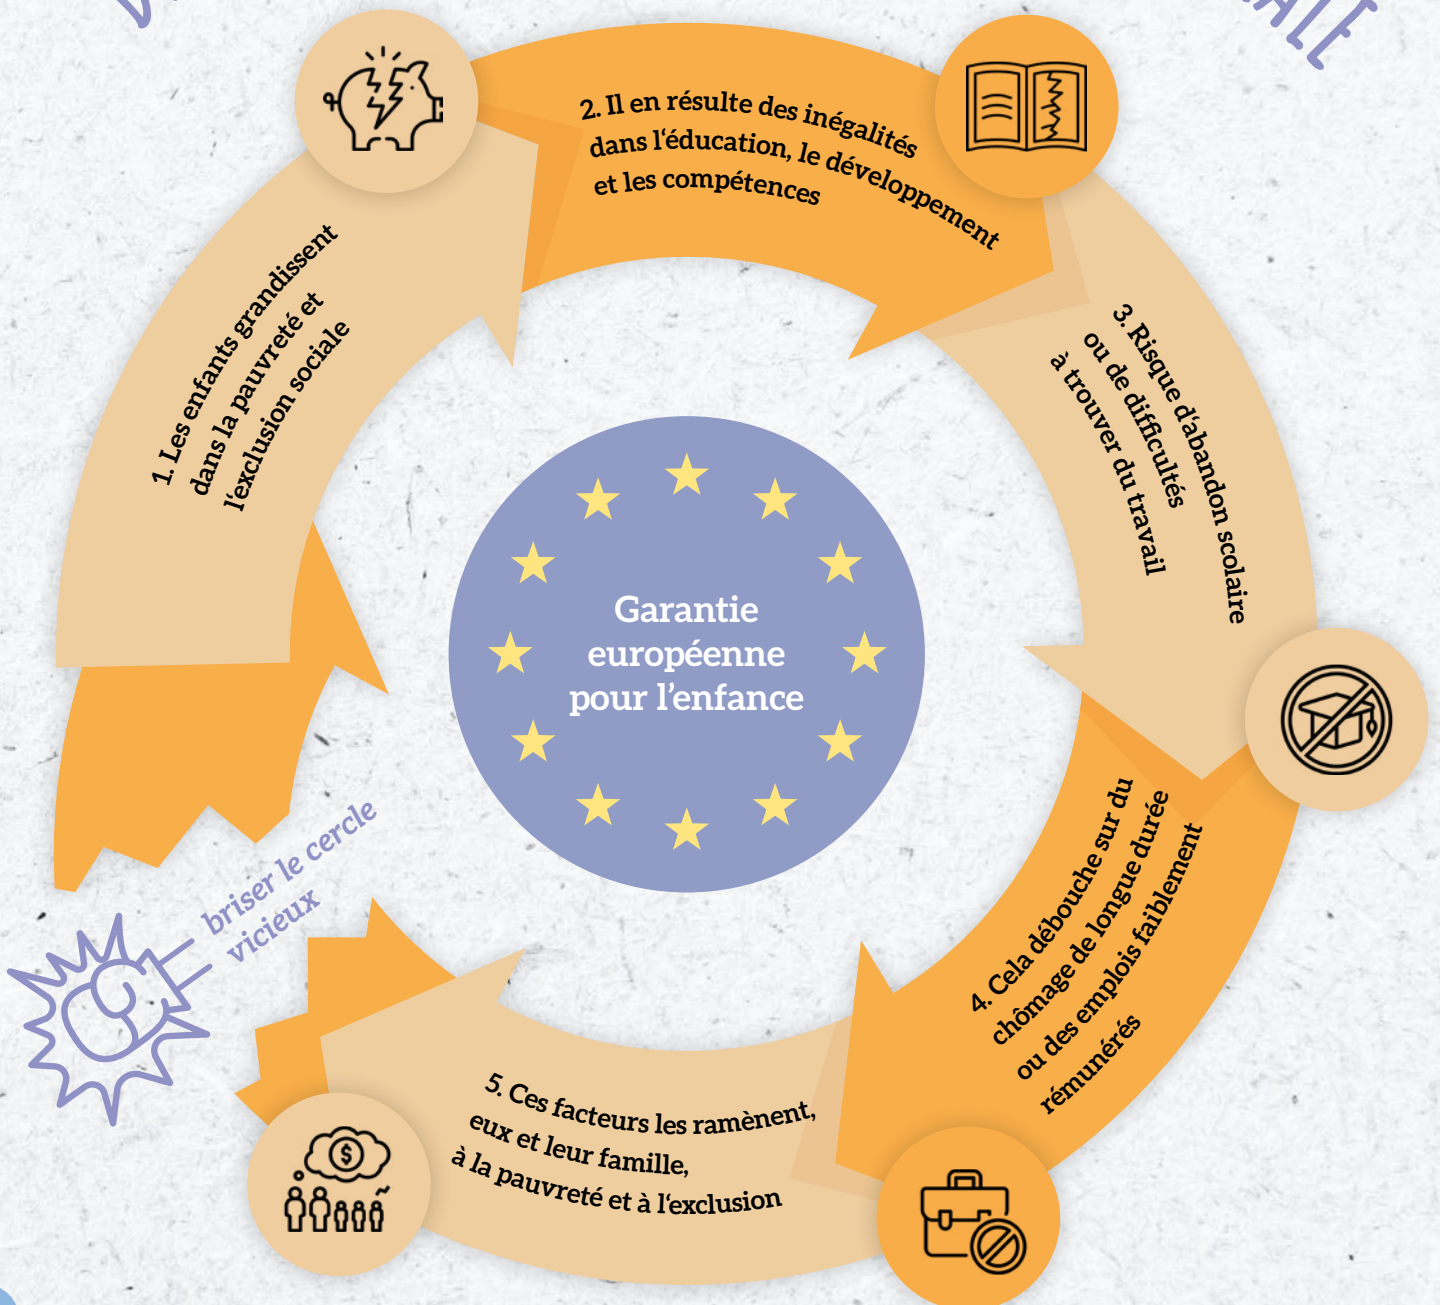 1. Les enfants grandissent
dans la pauvreté et
l'exclusion sociale
2. Il en résulte des inégalités
dans l'éducation, le développement
et les compétences
3. Risque d'abandon scolaire
ou de difficultés
à trouver du travail
4. Cela débouche sur du
chômage de longue durée
ou des emplois faiblement
rémunérés
5. Ces facteurs les ramènent,
eux et leur famille,
à la pauvreté et à l'exclusion
Garantie
européenne
pour l'enfance
briser le cercle
vicieux
$